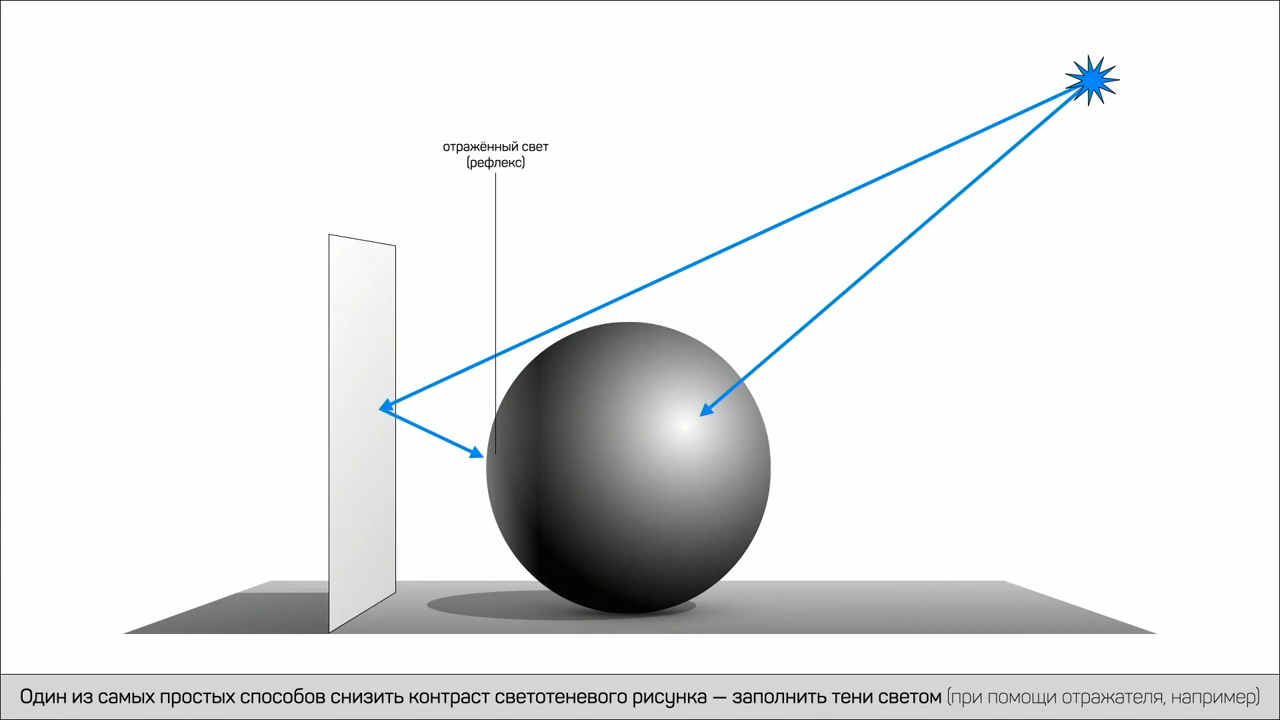 отражённый свет
(рефлекс)
Один из самых простых способов снизить контраст светотеневого рисунка — заполнить тени светом (при помощи отражателя, например)